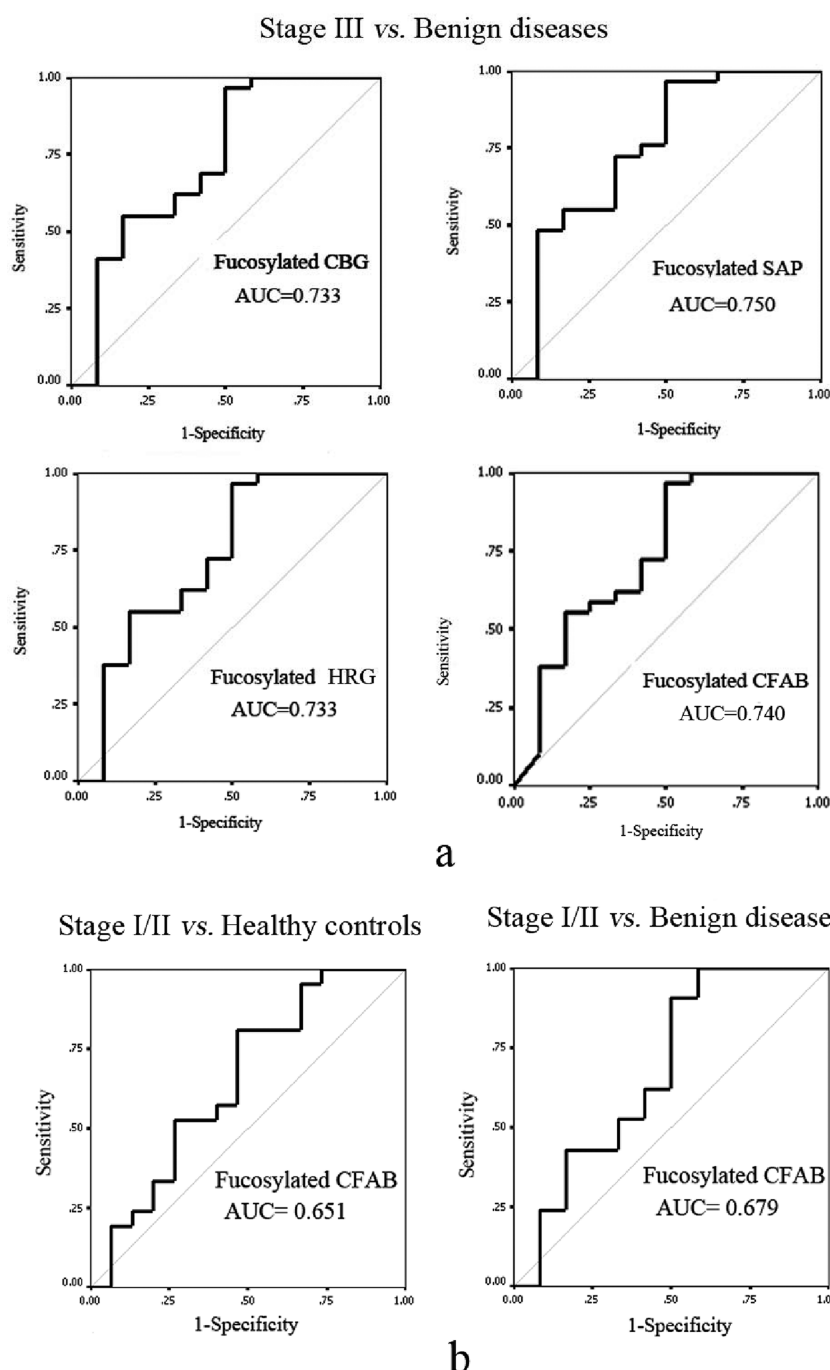 Stage III vs. Benign diseases
1.00
.75
.50
.25
0.00
Sensitivity
Fucosylated CBG
AUC=0.733
0.00
.25
.50
.75
1.00
1-Specificity
1.00
.75
.50
.25
0.00
Sensitivity
Fucosylated SAP
AUC=0.750
0.00
.25
.50
.75
1.00
1-Specificity
1.00
.75
.50
.25
0.00
Sensitivity
Fucosylated HRG
AUC=0.733
0.00
.25
.50
.75
1.00
1-Specificity
1.00
.75
.50
.25
0.00
Sensitivity
Fucosylated CFAB
AUC=0.740
0.00
.25
.50
.75
1.00
1-Specificity
a
Stage I/II vs. Healthy controls
1.00
.75
.50
.25
0.00
Sensitivity
Fucosylated CFAB
AUC= 0.651
0.00
.25
.50
.75
1.00
1-Specificity
Stage I/II vs. Benign disease
1.00
.75
.50
.25
0.00
Sensitivity
Fucosylated CFAB
AUC= 0.679
0.00
.25
.50
.75
1.00
1-Specificity
b